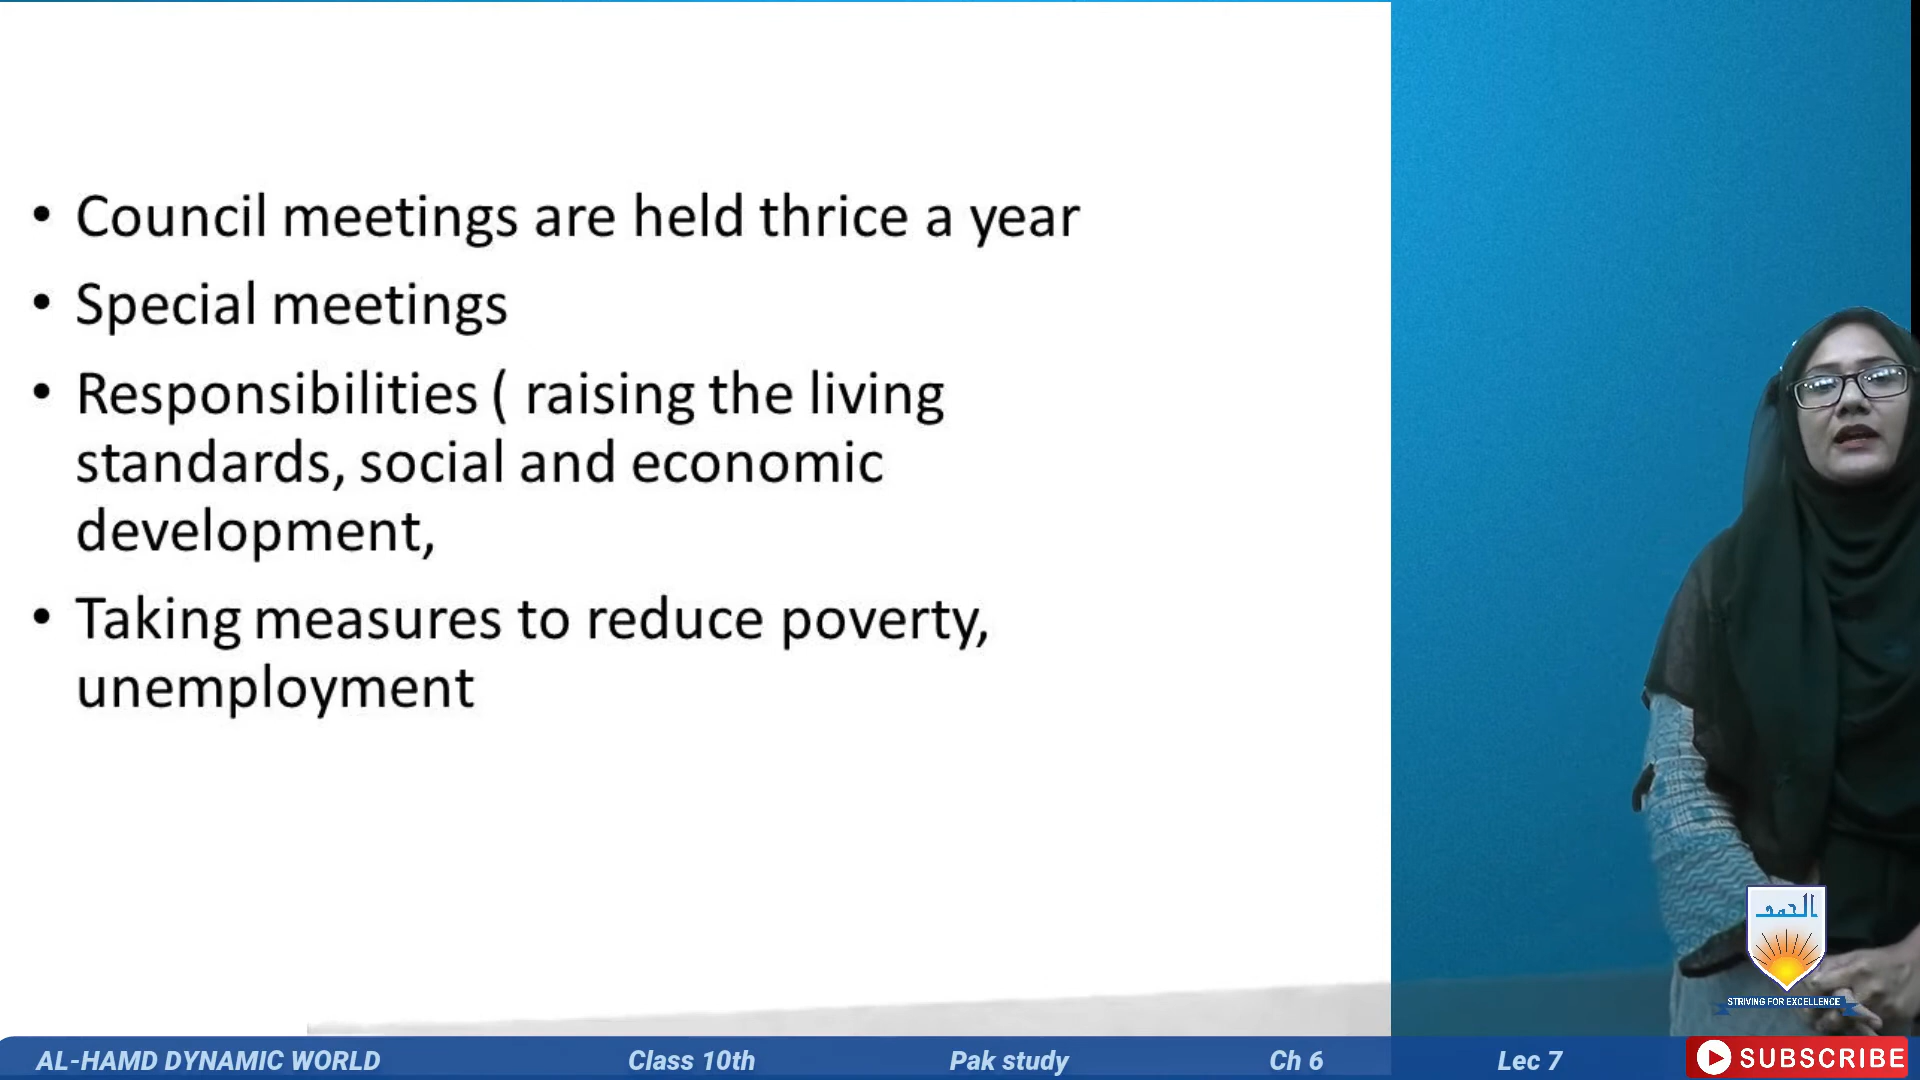 • Council meetings are held thrice a year
• Special meetings
• Responsibilities ( raising the living
standards, social and economic
development,
• Taking measures to reduce poverty,
unemployment
الحمد
STRIVING FOR EXCELLENCE
AL-HAMD DYNAMIC WORLD Class 10th Pak study Ch 6 Lec 7 SUBSCRIBE